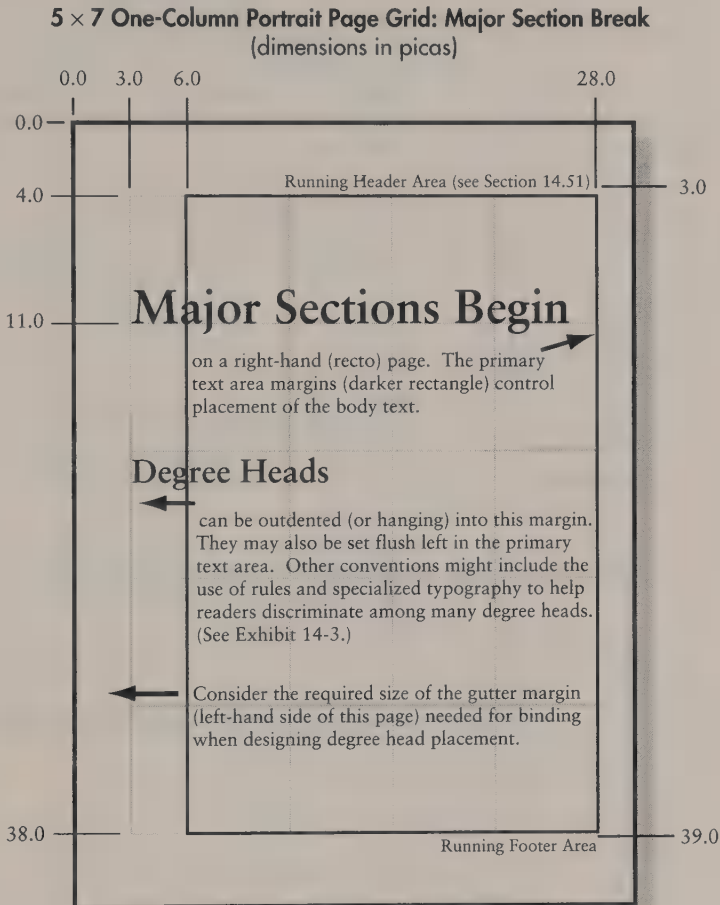 5 × 7 One-Column Portrait Page Grid: Major Section Break
(dimensions in picas)
0.0 3.0 6.0 28.0
0.0
Running Header Area (see Section 14.51)
3.0
4.0
Major Sections Begin
11.0
on a right-hand (recto) page. The primary
text area margins (darker rectangle) control
placement of the body text.
Degree Heads
can be outdented (or hanging) into this margin.
They may also be set flush left in the primary
text area. Other conventions might include the
use of rules and specialized typography to help
readers discriminate among many degree heads.
(See Exhibit 14-3.)
Consider the required size of the gutter margin
(left-hand side of this page) needed for binding
when designing degree head placement.
38.0
39.0
Running Footer Area